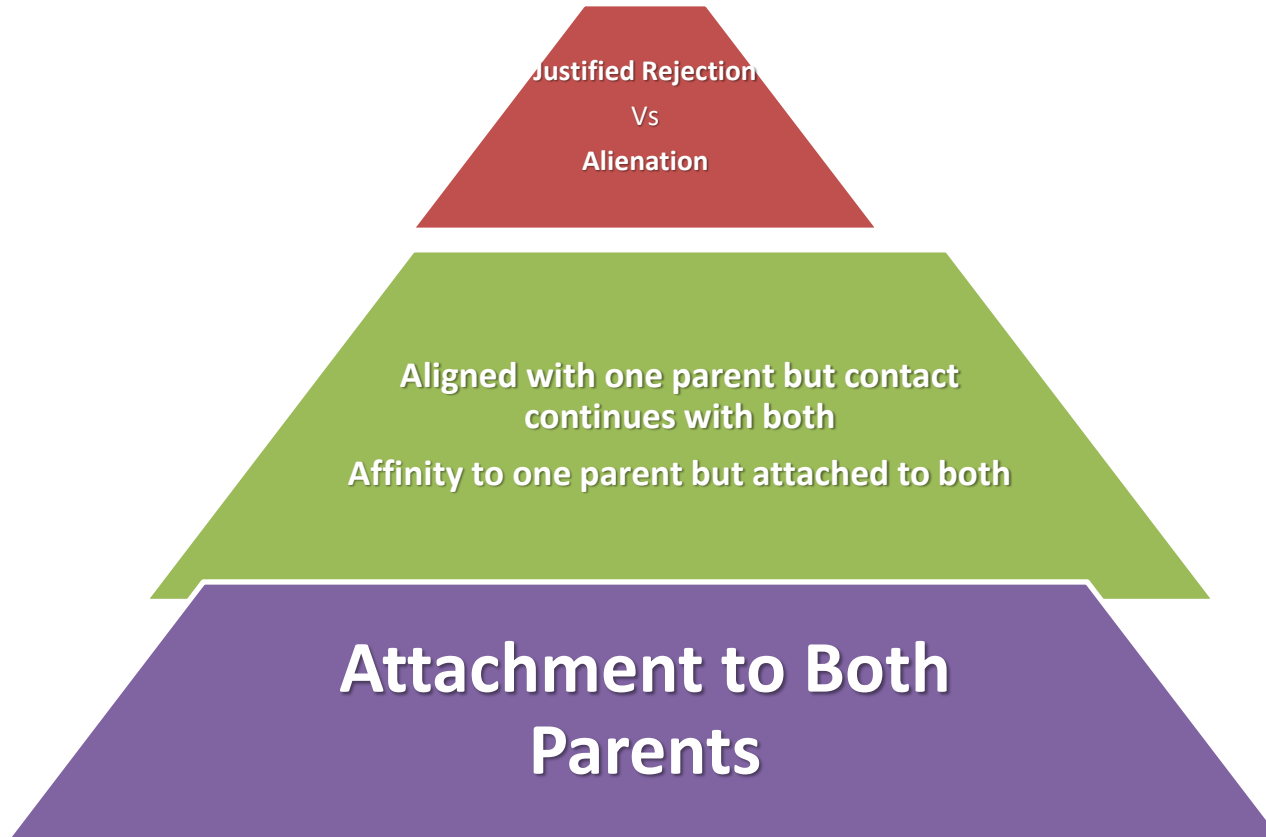 Justified Rejection
Vs
Alienation
Aligned with one parent but contact
continues with both
Affinity to one parent but attached to both
Attachment to Both
Parents